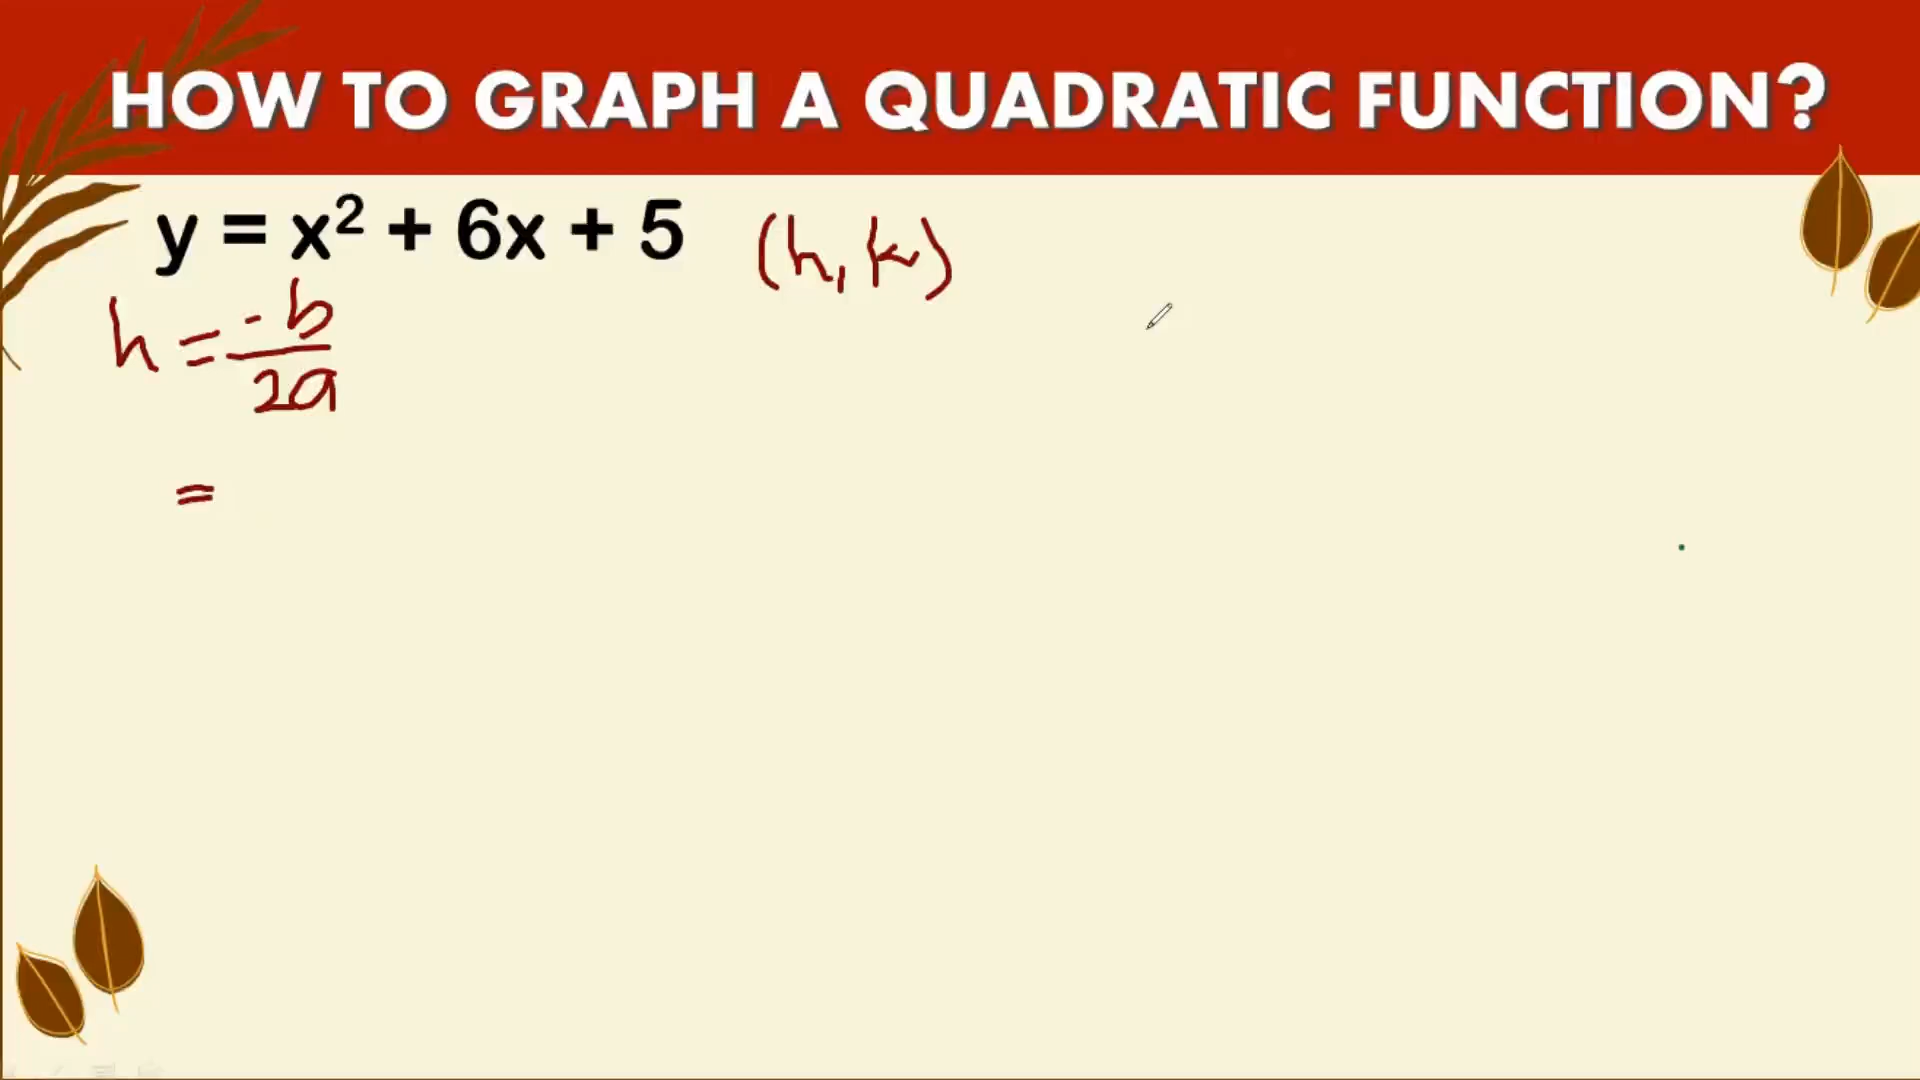 HOW TO GRAPH A QUADRATIC FUNCTION?
y = x² + 6x + 5 (h, k)
h = -b/2a
=